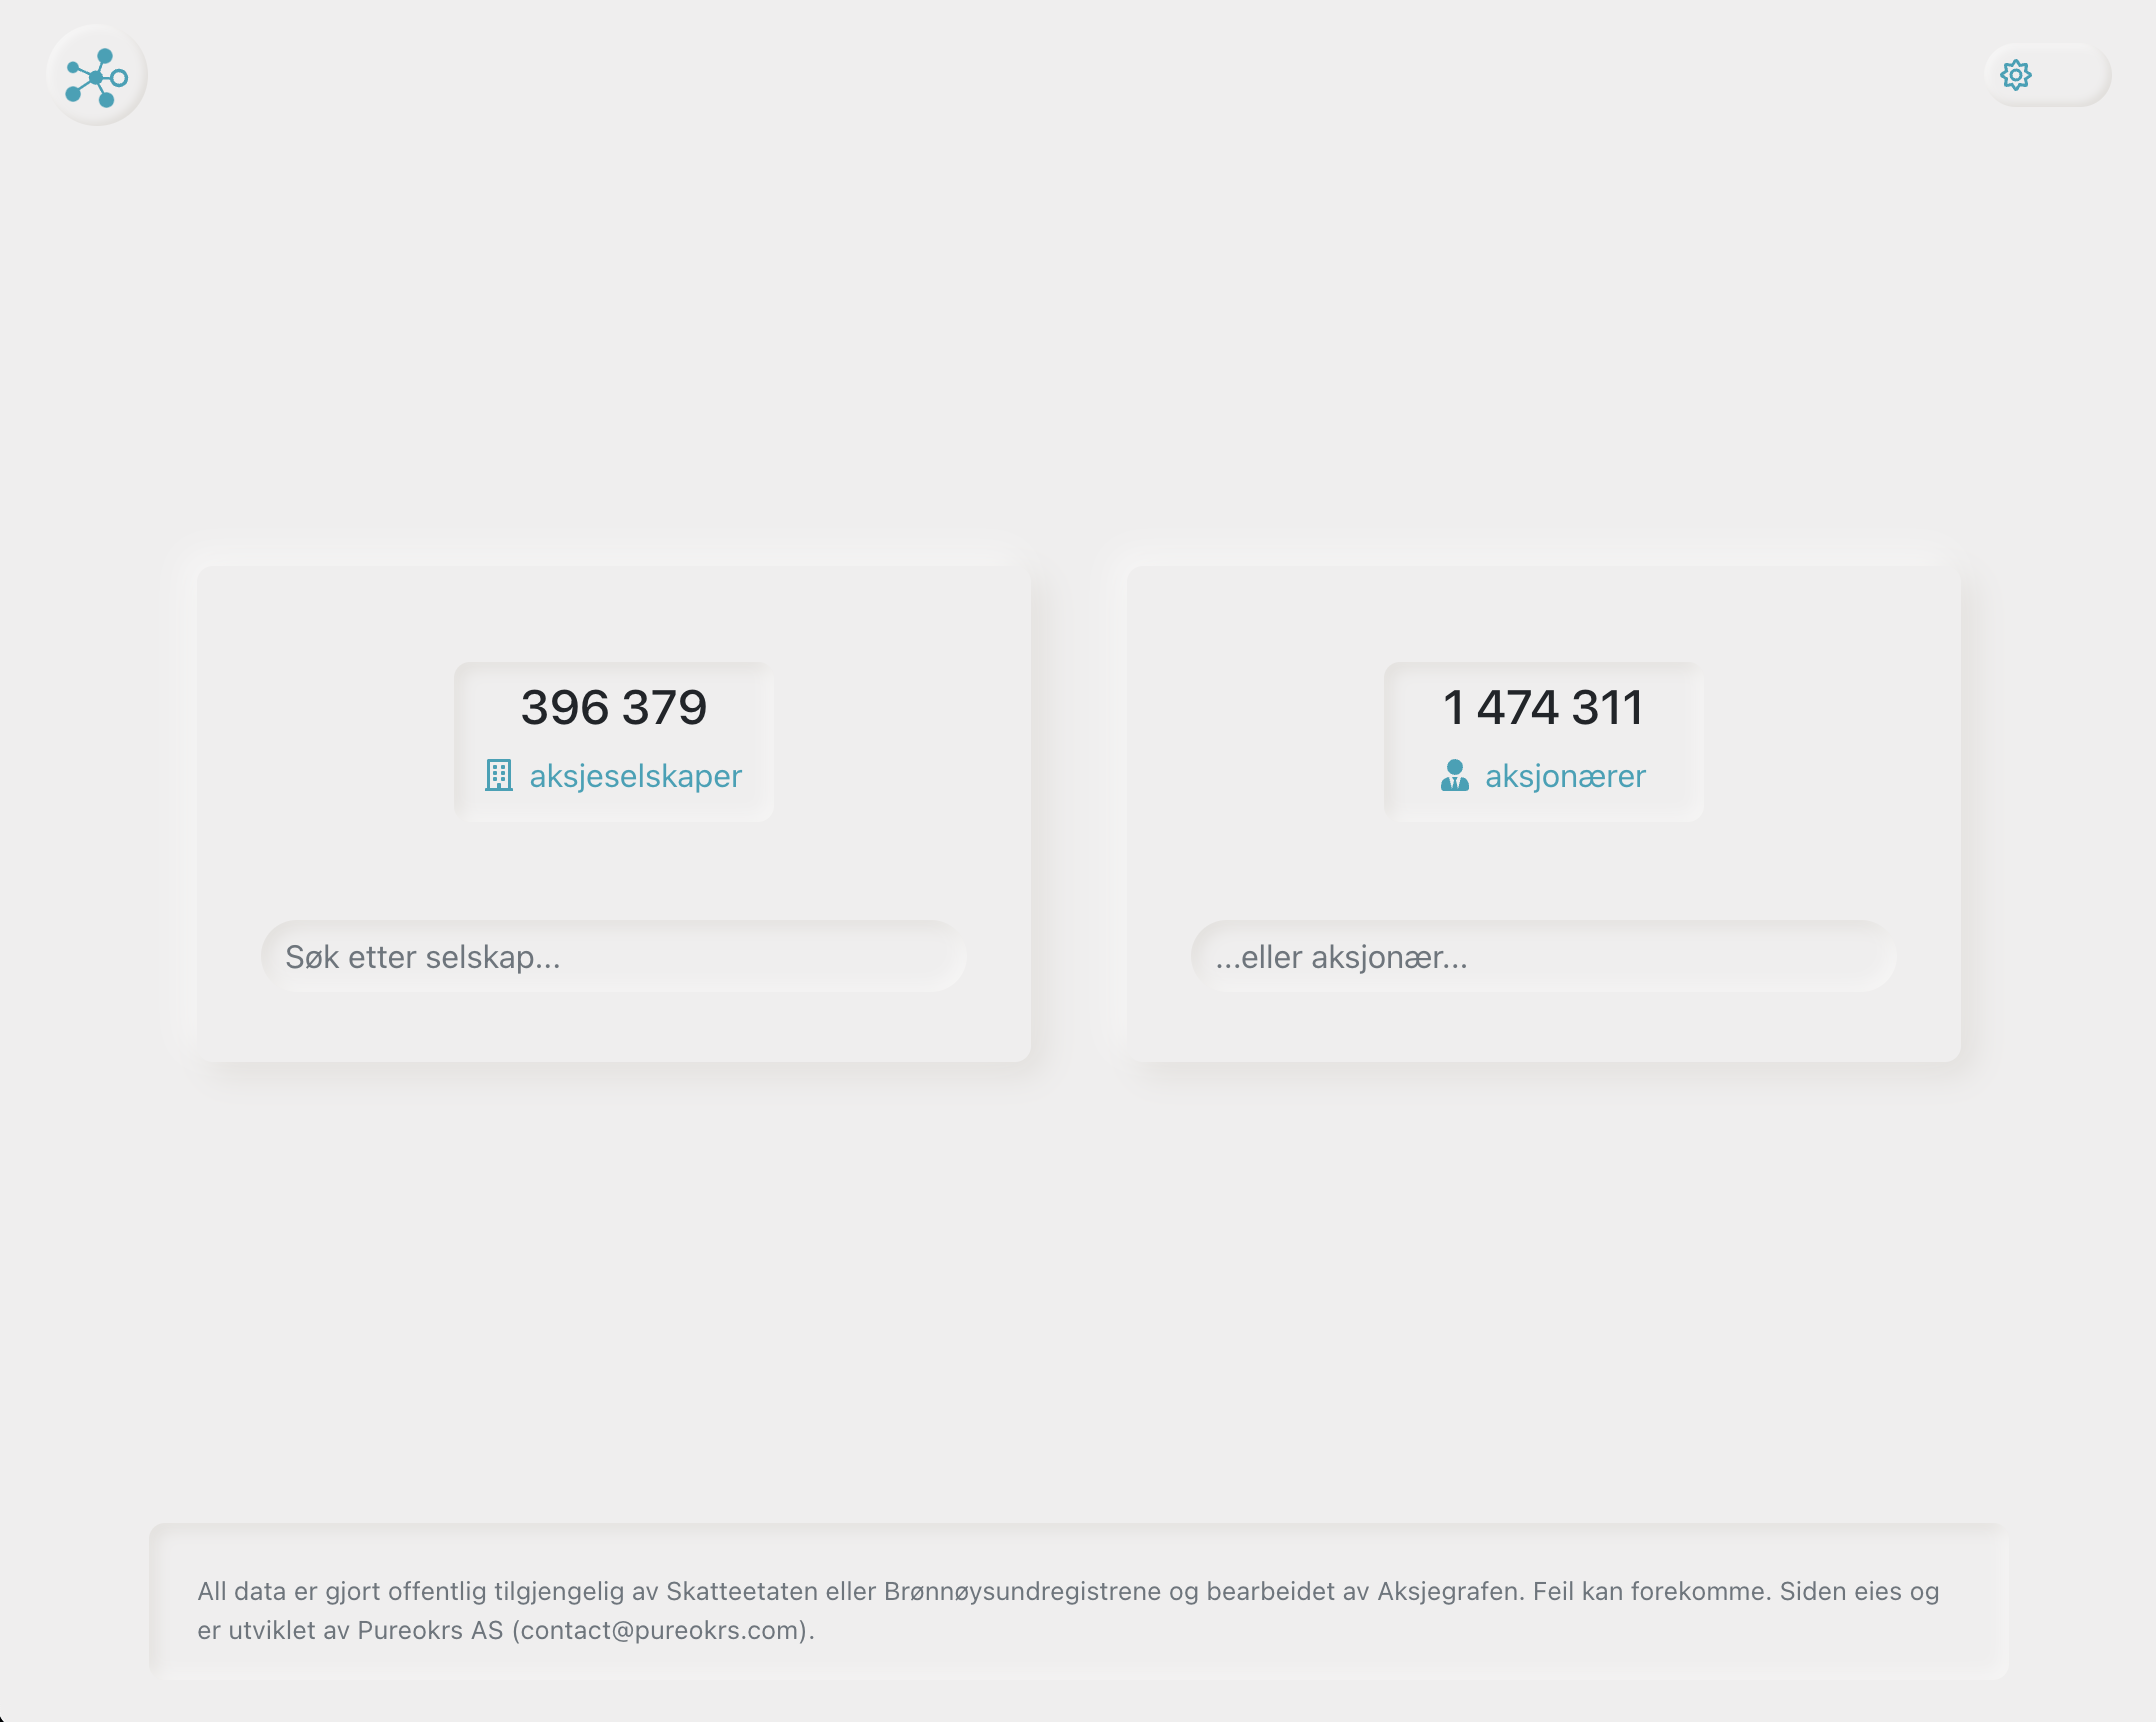 396 379
aksjeselskaper
Søk etter selskap...
1 474 311
aksjonærer
...eller aksjonær...
All data er gjort offentlig tilgjengelig av Skatteetaten eller Brønnøysundregistrene og bearbeidet av Aksjegrafen. Feil kan forekomme. Siden eies og
er utviklet av Pureokrs AS (contact@pureokrs.com).